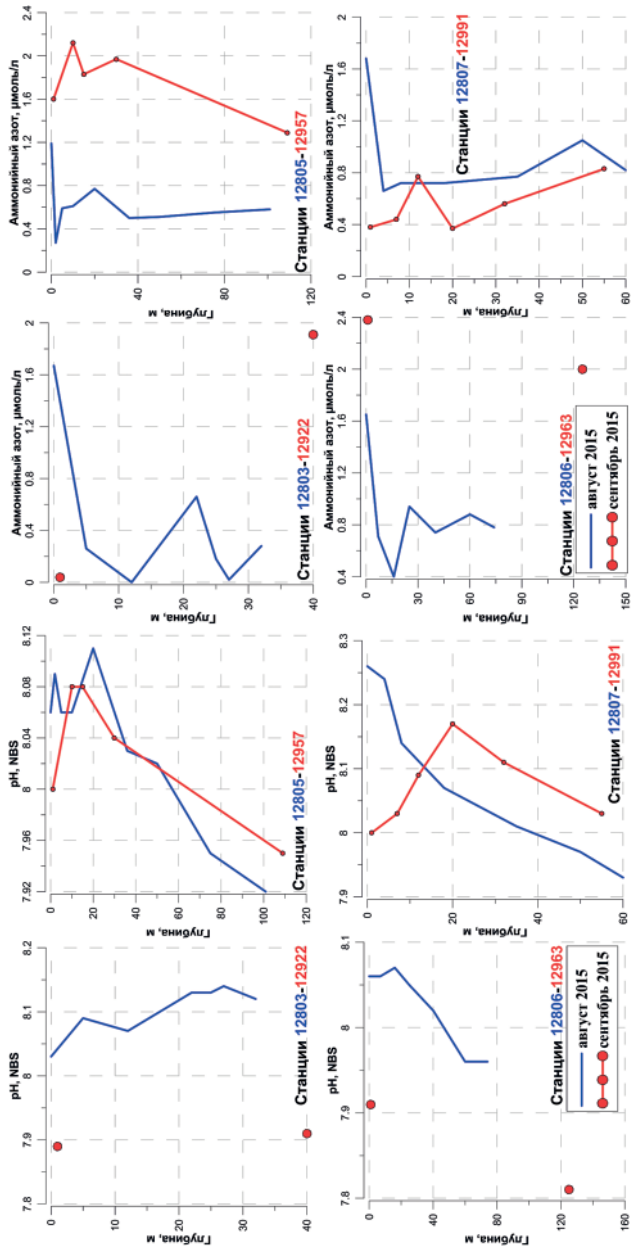 pH, NBS
7.8 7.9 8 8.1 8.2
0
10
20
30
40
Глубина, м
Станции 12803-12922
pH, NBS
7.92 7.96 8 8.04 8.08 8.12
0
20
40
60
80
100
120
Глубина, м
Станции 12805-12957
Аммонийный азот, µмоль/л
0 0.4 0.8 1.2 1.6 2
0
10
20
30
40
Глубина, м
Станции 12803-12922
Аммонийный азот, µмоль/л
0 0.4 0.8 1.2 1.6 2 2.4
0
40
80
120
Глубина, м
Станции 12805-12957
pH, NBS
7.8 7.9 8 8.1
0
40
80
120
160
Глубина, м
Станции 12806-12963
август 2015
сентябрь 2015
pH, NBS
7.9 8 8.1 8.2 8.3
0
20
40
60
Глубина, м
Станции 12807-12991
Аммонийный азот, µмоль/л
0.4 0.8 1.2 1.6 2 2.4
0
30
60
90
120
150
Глубина, м
Станции 12806-12963
август 2015
сентябрь 2015
Аммонийный азот, µмоль/л
0 0.4 0.8 1.2 1.6 2
0
10
20
30
40
50
60
Глубина, м
Станции 12807-12991